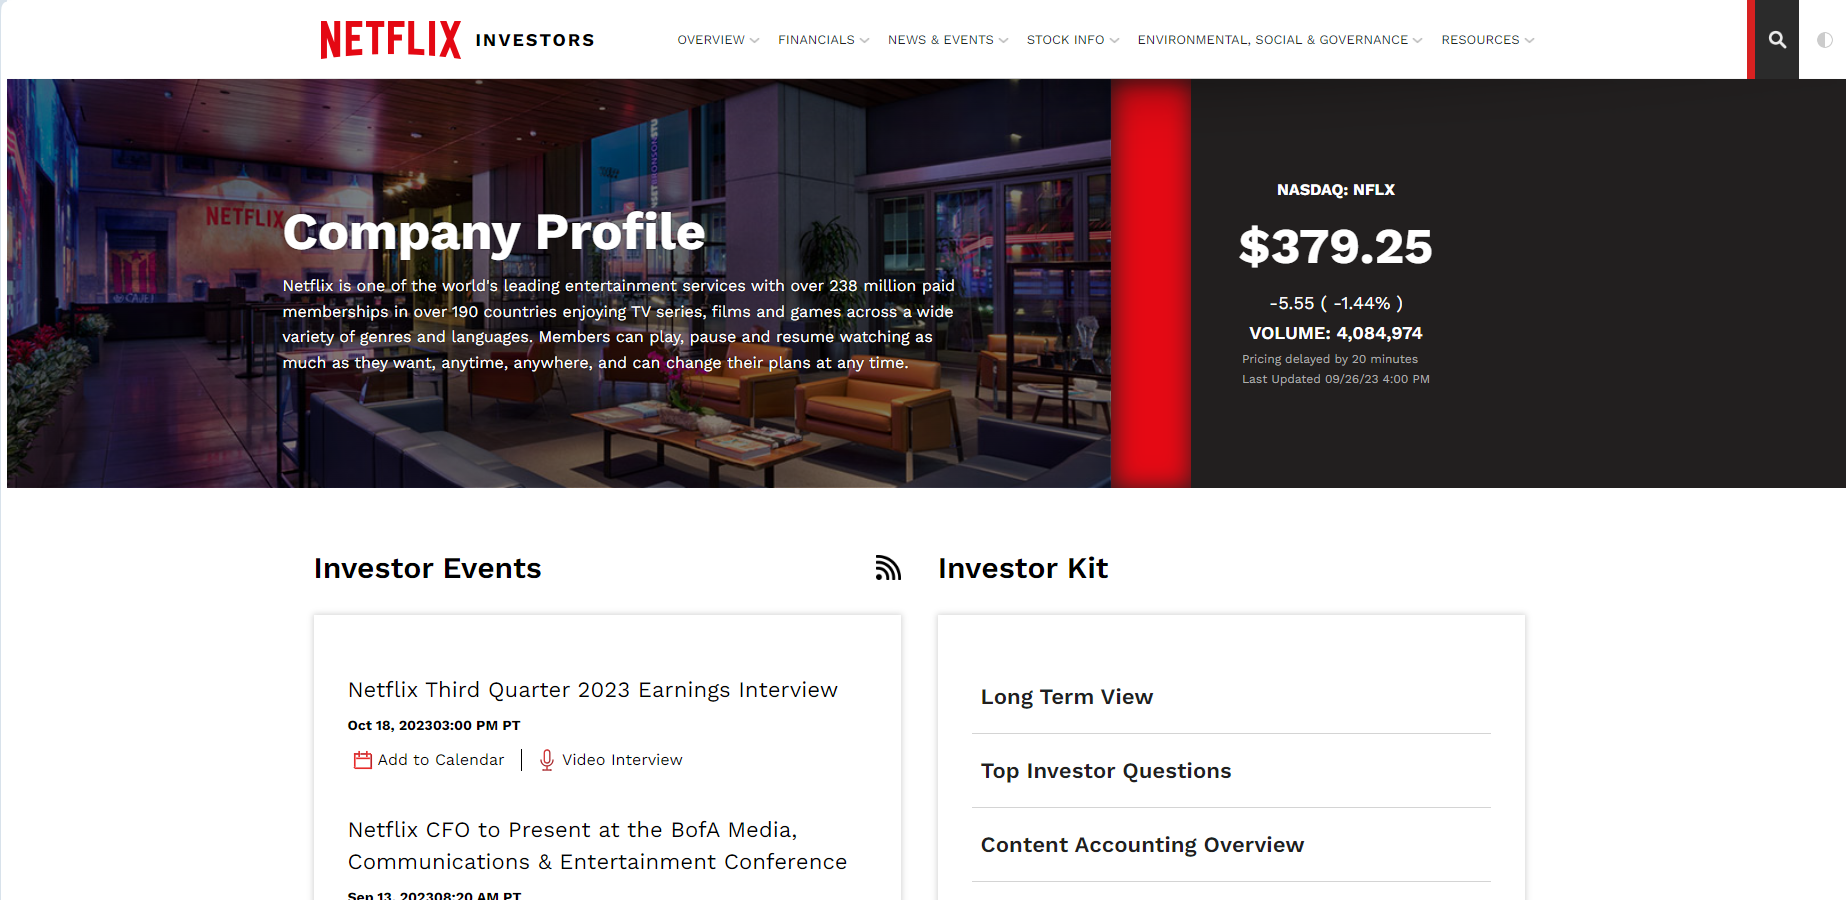 NETFLIX INVESTORS
OVERVIEW
FINANCIALS
NEWS & EVENTS
STOCK INFO
ENVIRONMENTAL, SOCIAL & GOVERNANCE
RESOURCES
NETFLIX
Company Profile
Netflix is one of the world's leading entertainment services with over 238 million paid
memberships in over 190 countries enjoying TV series, films and games across a wide
variety of genres and languages. Members can play, pause and resume watching as
much as they want, anytime, anywhere, and can change their plans at any time.
NASDAQ: NFLX
$379.25
-5.55 ( -1.44% )
VOLUME: 4,084,974
Pricing delayed by 20 minutes
Last Updated 09/26/23 4:00 PM
Investor Events
Netflix Third Quarter 2023 Earnings Interview
Oct 18, 202303:00 PM PT
Add to Calendar
Video Interview
Netflix CFO to Present at the BofA Media,
Communications & Entertainment Conference
Sep 13, 202308:20 AM PT
Investor Kit
Long Term View
Top Investor Questions
Content Accounting Overview